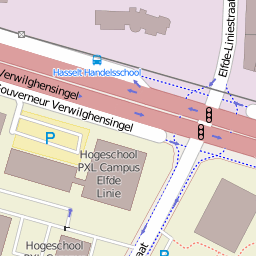 Elfde-Liniestraat
Hasselt Handelsschool
Verwilghensingel
Gouverneur Verwilghensingel
P
Hogeschool
PXL Campus
Elfde
Linie
P
Hogeschool